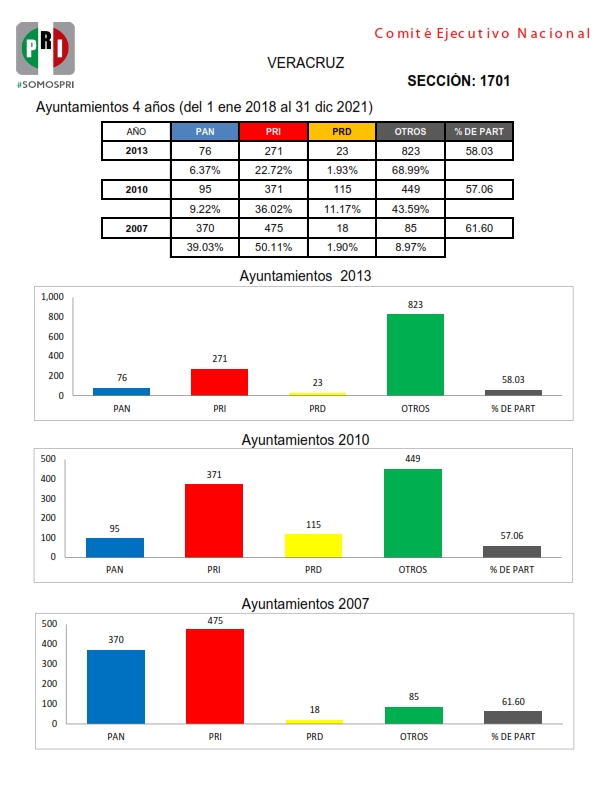 PRI
#SOMOSPRI
Comité Ejecutivo Nacional
VERACRUZ
SECCIÓN: 1701
Ayuntamientos 4 años (del 1 ene 2018 al 31 dic 2021)
AÑO PAN PRI PRD OTROS % DE PART
2013 76 271 23 823 58.03
6.37% 22.72% 1.93% 68.99%
2010 95 371 115 449 57.06
9.22% 36.02% 11.17% 43.59%
2007 370 475 18 85 61.60
39.03% 50.11% 1.90% 8.97%
Ayuntamientos 2013
1,000
800
600
400
200
0
76 271 23 823 58.03
PAN PRI PRD OTROS % DE PART
Ayuntamientos 2010
500
400
300
200
100
0
95 371 115 449 57.06
PAN PRI PRD OTROS % DE PART
Ayuntamientos 2007
500
400
300
200
100
0
370 475 18 85 61.60
PAN PRI PRD OTROS % DE PART